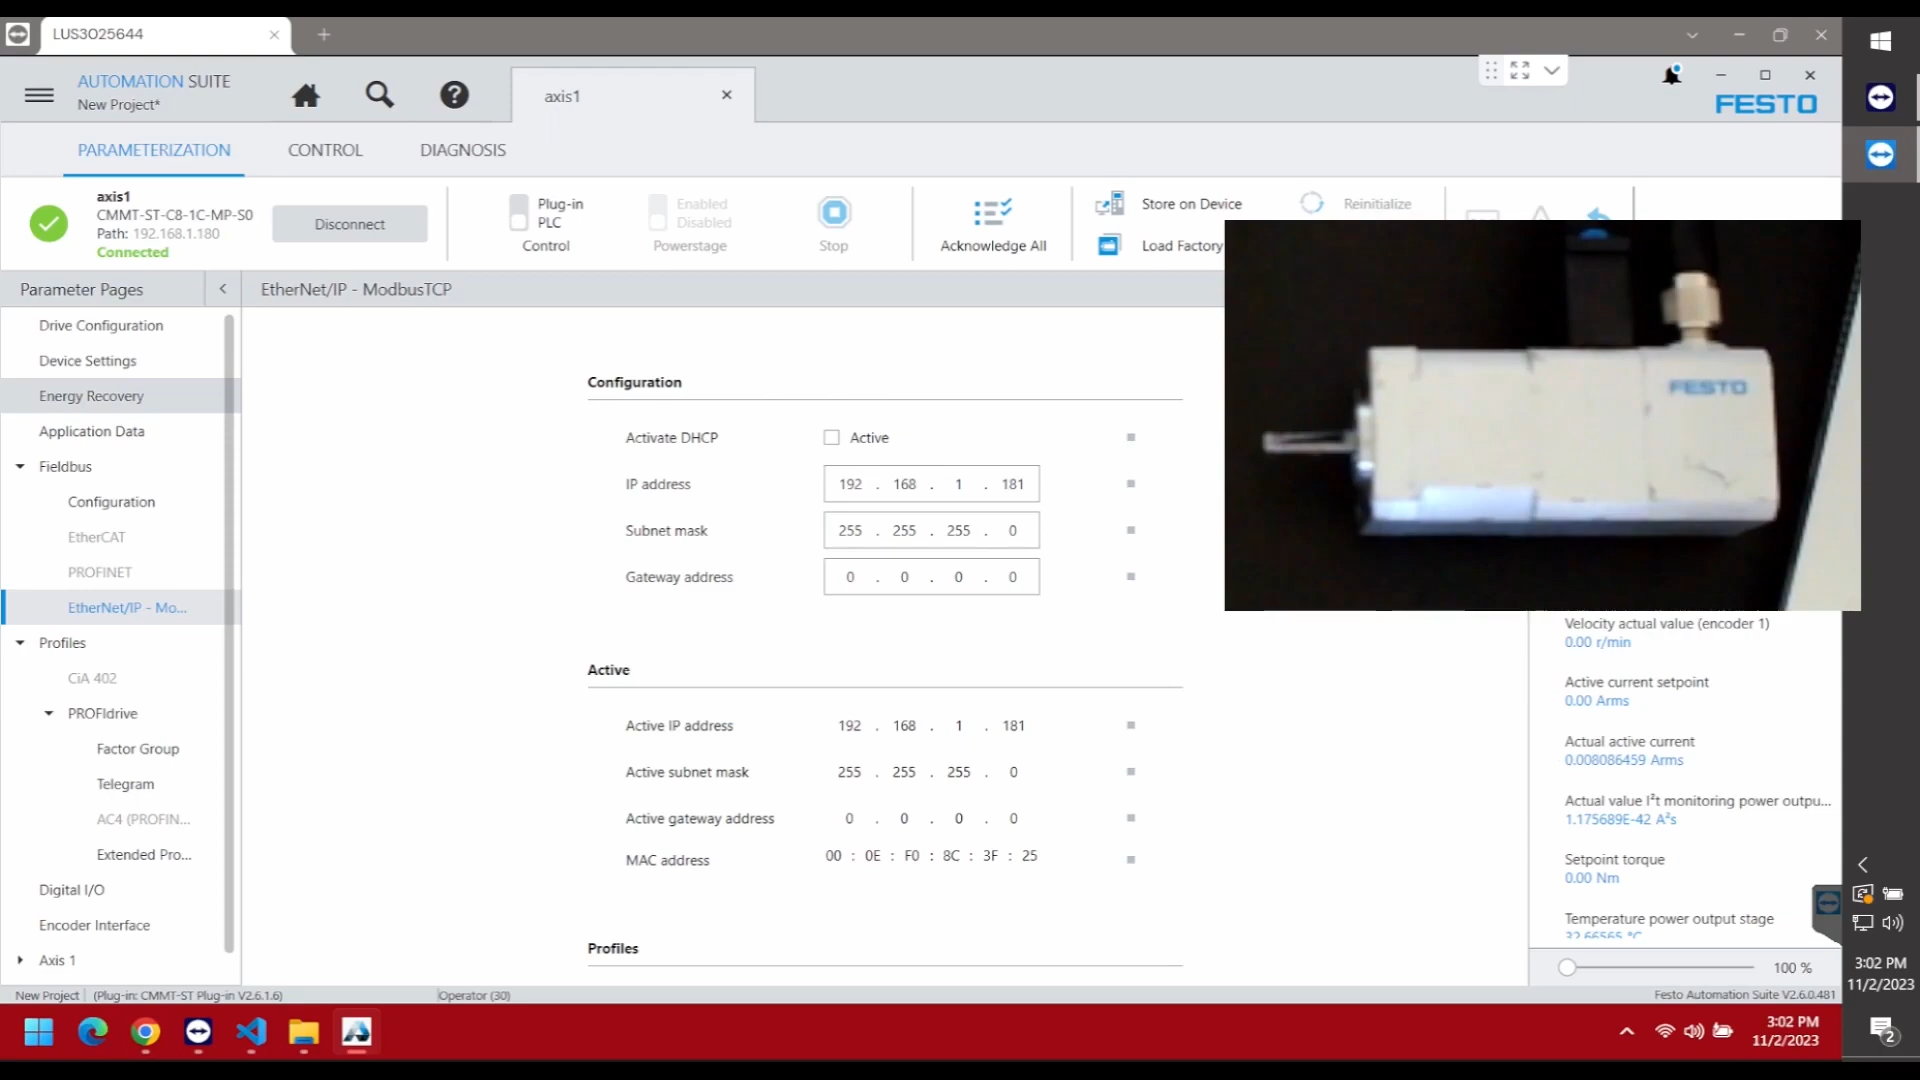 LUS3O25644
AUTOMATION SUITE
New Project*
axis1
FESTO
PARAMETERIZATION
CONTROL
DIAGNOSIS
axis1
CMMT-ST-C8-1C-MP-S0
Path: 192.168.1.180
Connected
Disconnect
Plug-in
PLC
Control
Enabled
Disabled
Powerstage
Stop
Acknowledge All
Store on Device
Load Factory
Reinitialize
Parameter Pages
EtherNet/IP - ModbusTCP
Drive Configuration
Device Settings
Energy Recovery
Application Data
Fieldbus
Configuration
EtherCAT
PROFINET
EtherNet/IP - Mo...
Profiles
CiA 402
PROFIdrive
Factor Group
Telegram
AC4 (PROFIN...
Extended Pro...
Digital I/O
Encoder Interface
Axis 1
Configuration
Activate DHCP
Active
IP address
192 . 168 . 1 . 181
Subnet mask
255 . 255 . 255 . 0
Gateway address
0 . 0 . 0 . 0
Active
Active IP address
192 . 168 . 1 . 181
Active subnet mask
255 . 255 . 255 . 0
Active gateway address
0 . 0 . 0 . 0
MAC address
00 : 0E : F0 : 8C : 3F : 25
Profiles
FESTO
Velocity actual value (encoder 1)
0.00 r/min
Active current setpoint
0.00 Arms
Actual active current
0.008086459 Arms
Actual value I²t monitoring power outpu...
1.175689E-42 A²s
Setpoint torque
0.00 Nm
Temperature power output stage
32.66565 °C
100 %
New Project
(Plug-in: CMMT-ST Plug-in V2.6.1.6)
Operator (30)
Festo Automation Suite V2.6.0.481
3:02 PM
11/2/2023
3:02 PM
11/2/2023
2